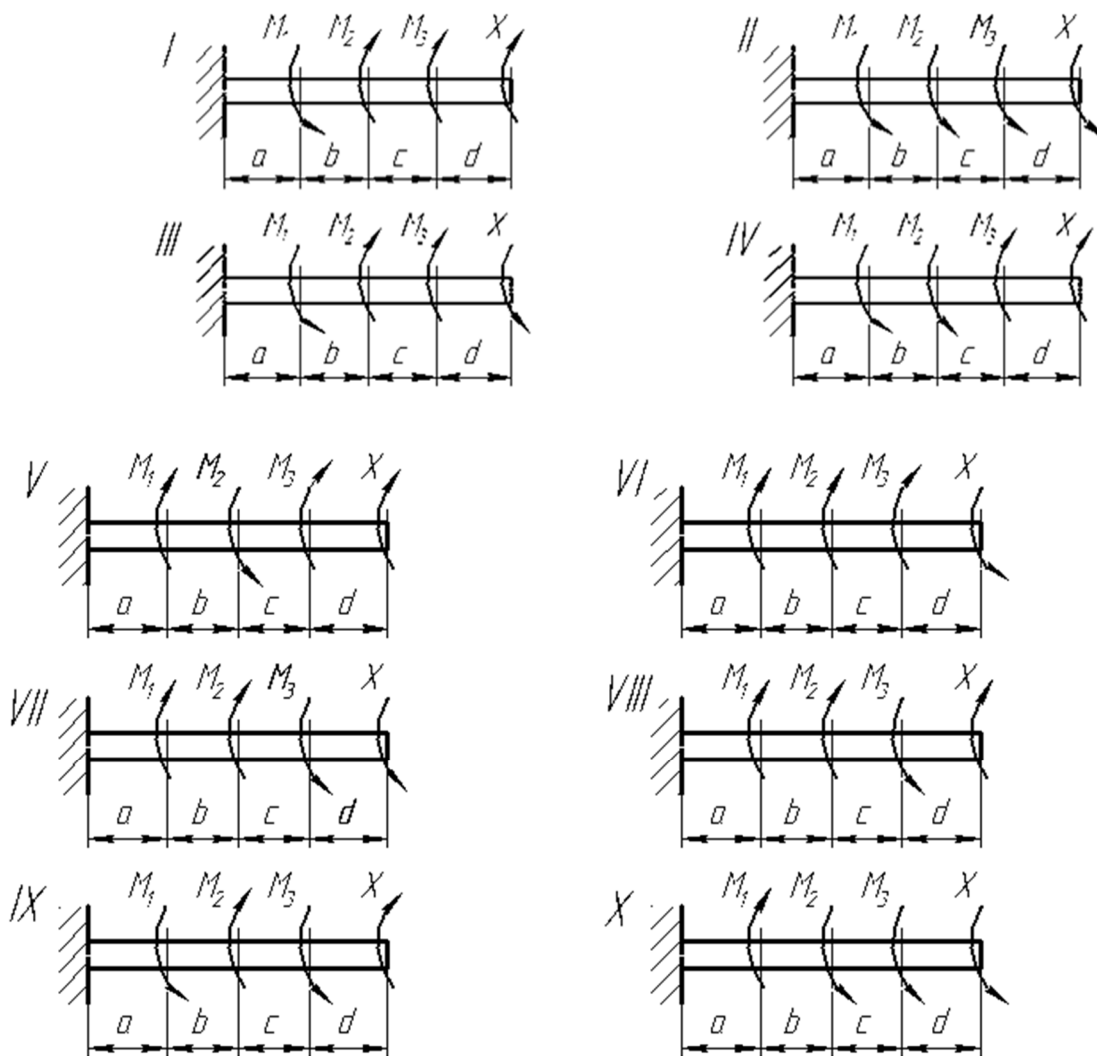 I M₁ M₂ M₃ X II M₁ M₂ M₃ X
a b c d a b c d
III M₁ M₂ M₃ X IV M₁ M₂ M₃ X
a b c d a b c d
V M₁ M₂ M₃ X VI M₁ M₂ M₃ X
a b c d a b c d
VII M₁ M₂ M₃ X VIII M₁ M₂ M₃ X
a b c d a b c d
IX M₁ M₂ M₃ X X M₁ M₂ M₃ X
a b c d a b c d